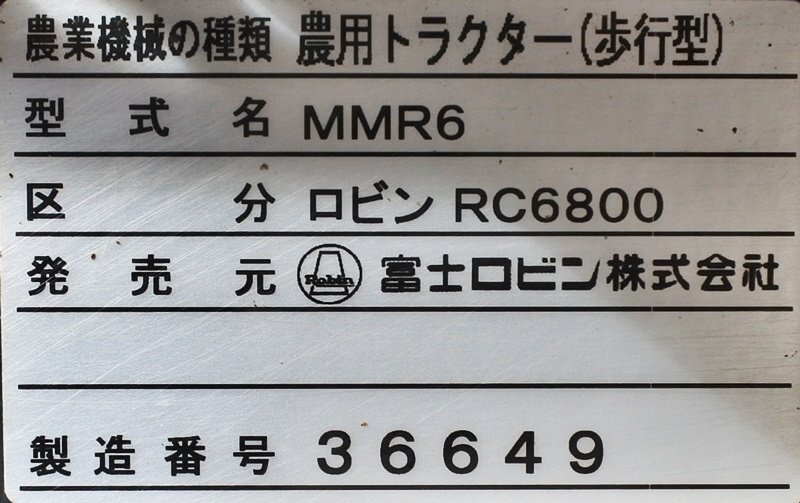 農業機械の種類 農用トラクター(歩行型)
型式名 MMR6
区分 ロビン RC6800
発売元 Robin 富士ロビン株式会社
製造番号 36649